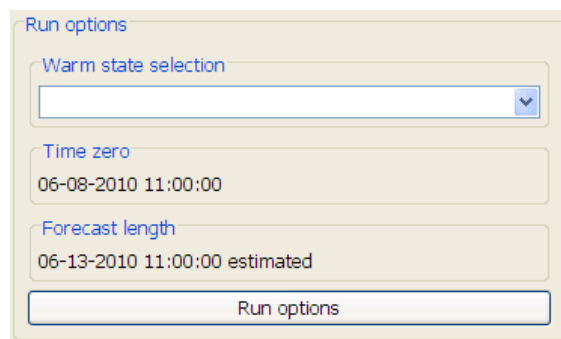 Run options
Warm state selection
Time zero
06-08-2010 11:00:00
Forecast length
06-13-2010 11:00:00 estimated
Run options